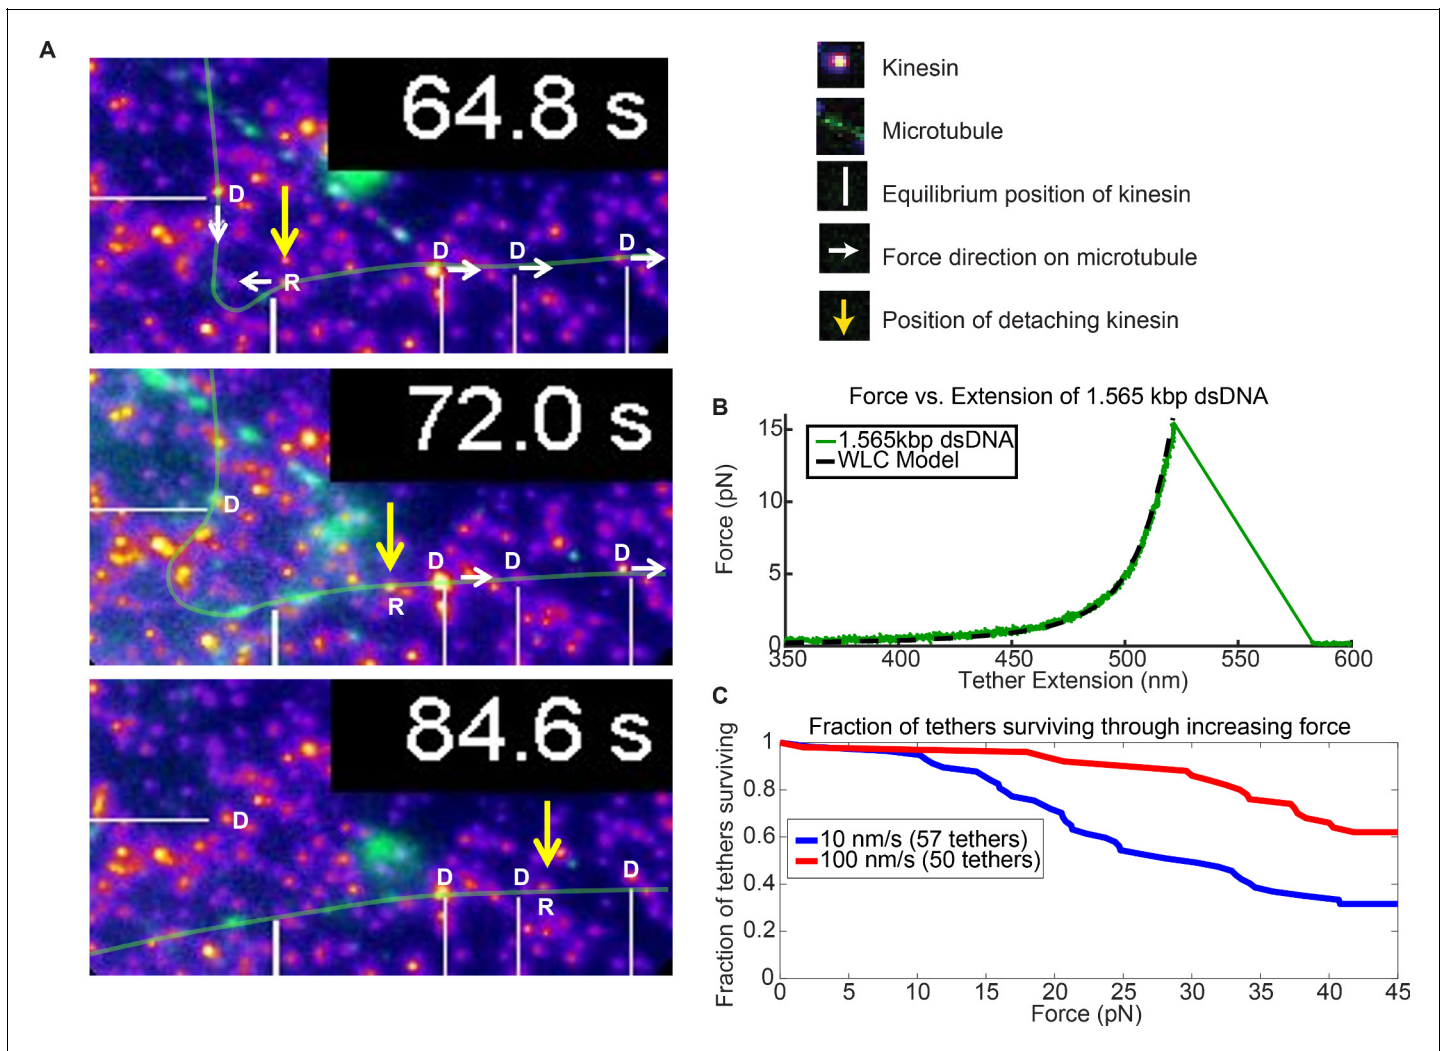 A
64.8 s
D
R
D
D
D
72.0 s
D
D
D
D
R
84.6 s
D
D
D
D
R
Kinesin
Microtubule
Equilibrium position of kinesin
Force direction on microtubule
Position of detaching kinesin
B
Force vs. Extension of 1.565 kbp dsDNA
1.565kbp dsDNA
WLC Model
Force (pN)
15
10
5
0
350
400
450
500
550
600
Tether Extension (nm)
C
Fraction of tethers surviving through increasing force
Fraction of tethers surviving
1
0.8
0.6
0.4
0.2
0
10 nm/s (57 tethers)
100 nm/s (50 tethers)
0
5
10
15
20
25
30
35
40
45
Force (pN)